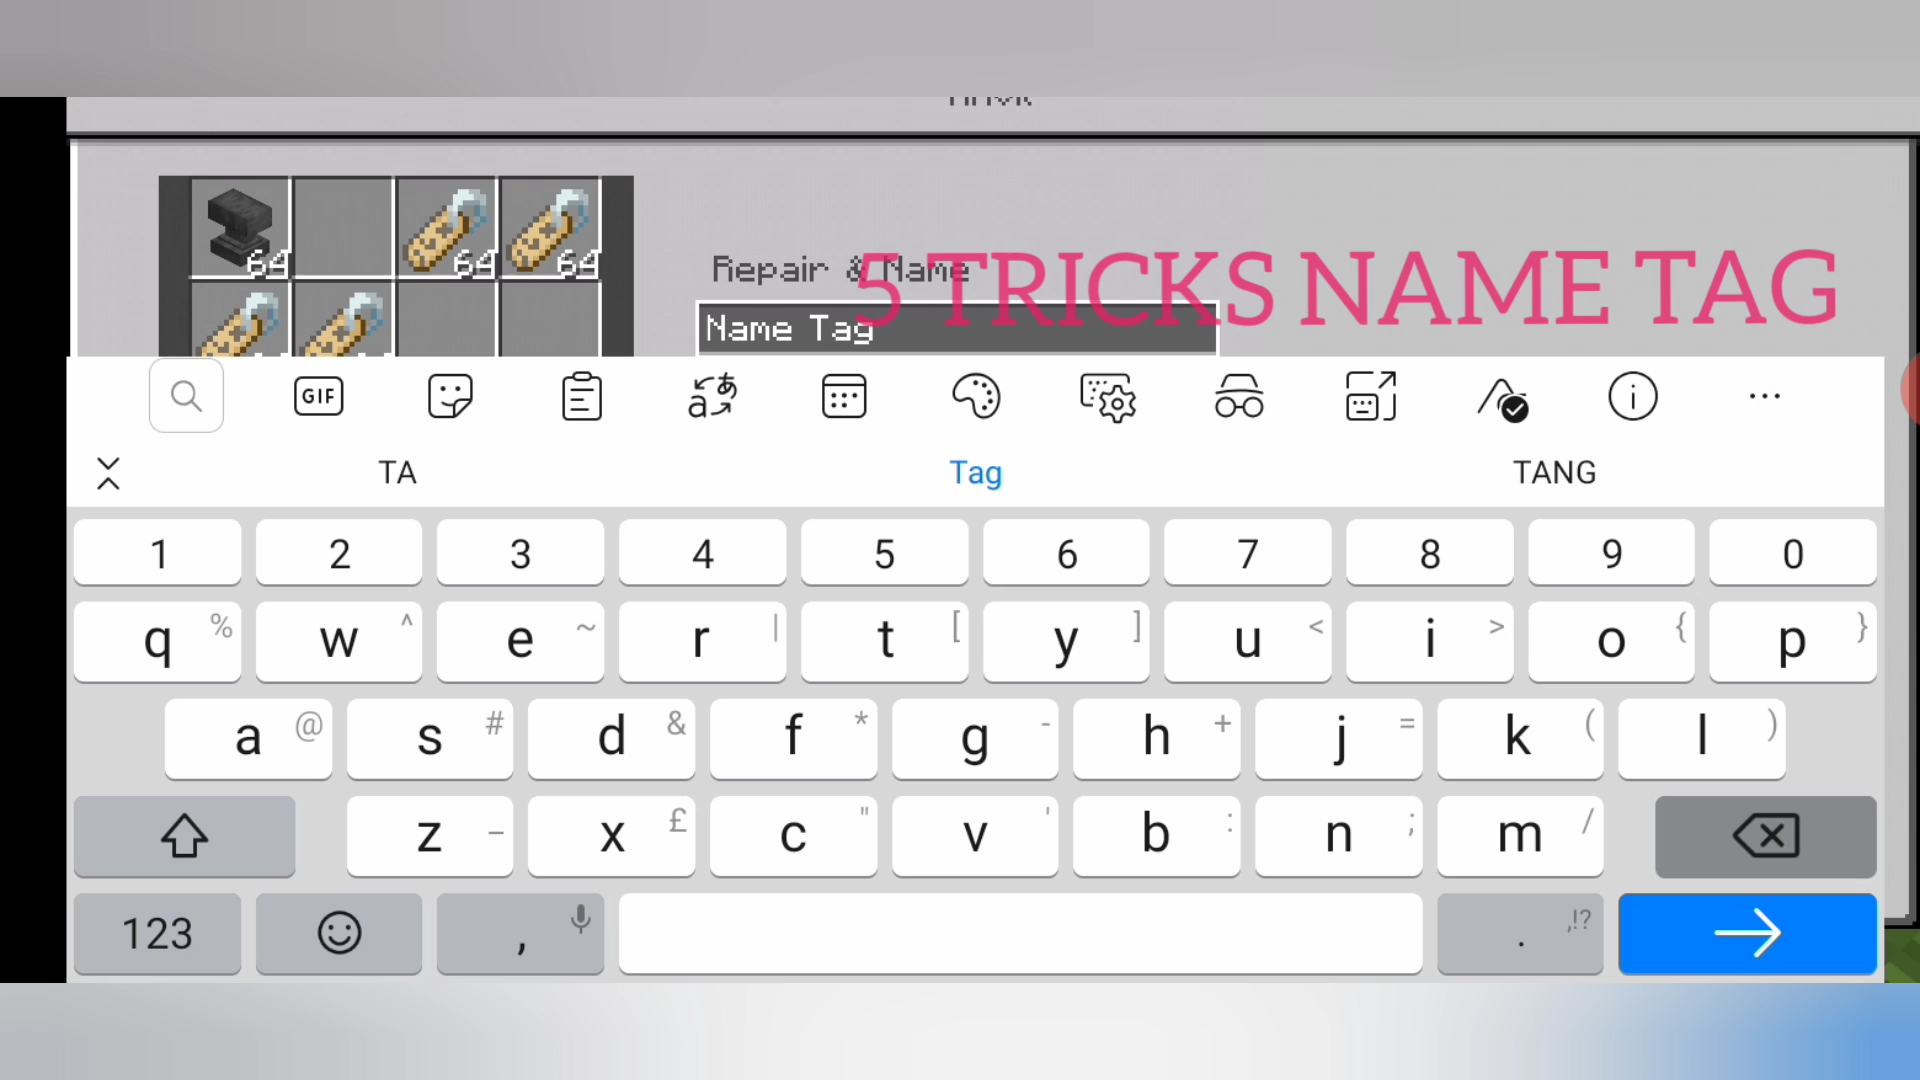 64 64 64
Repair & Name
5 TRICKS NAME TAG
Name Tag
GIF
TA Tag TANG
1 2 3 4 5 6 7 8 9 0
q % w ^ e ~ r | t [ y ] u < i > o { p }
a @ s # d & f * g - h + j = k ( l )
z _ x £ c " v ' b : n ; m /
123 , . ,!?